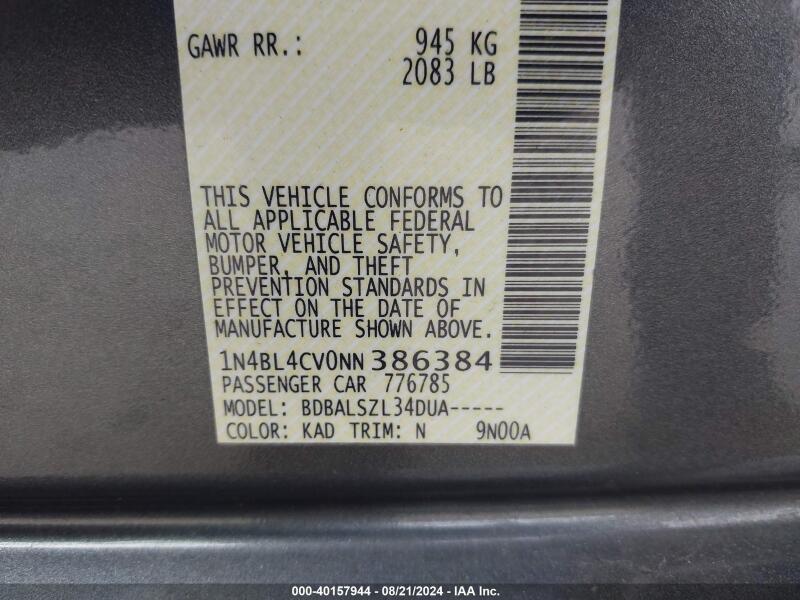 GAWR RR.: 945 KG
2083 LB
THIS VEHICLE CONFORMS TO
ALL APPLICABLE FEDERAL
MOTOR VEHICLE SAFETY,
BUMPER, AND THEFT
PREVENTION STANDARDS IN
EFFECT ON THE DATE OF
MANUFACTURE SHOWN ABOVE.
1N4BL4CV0NN386384
PASSENGER CAR 776785
MODEL: BDBALSZL34DUA-----
COLOR: KAD TRIM: N 9N00A
000-40157944 - 08/21/2024 - IAA Inc.